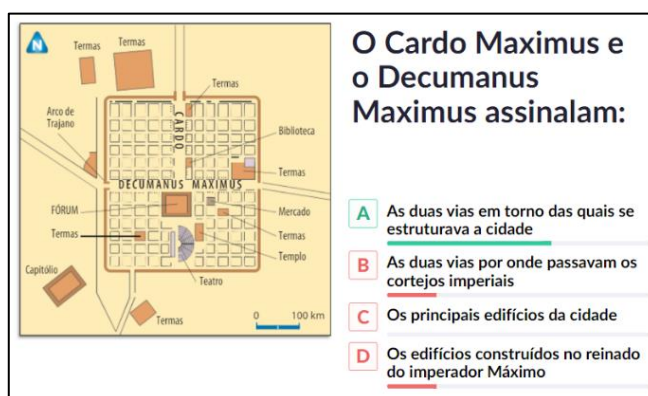 N
Termas
Termas
Termas
Arco de
Trajano
CARDO
Biblioteca
Termas
DECUMANUS MAXIMUS
FÓRUM
Mercado
Termas
Termas
Templo
Capitólio
Teatro
Termas
0 100 km
O Cardo Maximus e
o Decumanus
Maximus assinalam:
A As duas vias em torno das quais se
estruturava a cidade
B As duas vias por onde passavam os
cortejos imperiais
C Os principais edifícios da cidade
D Os edifícios construídos no reinado
do imperador Máximo